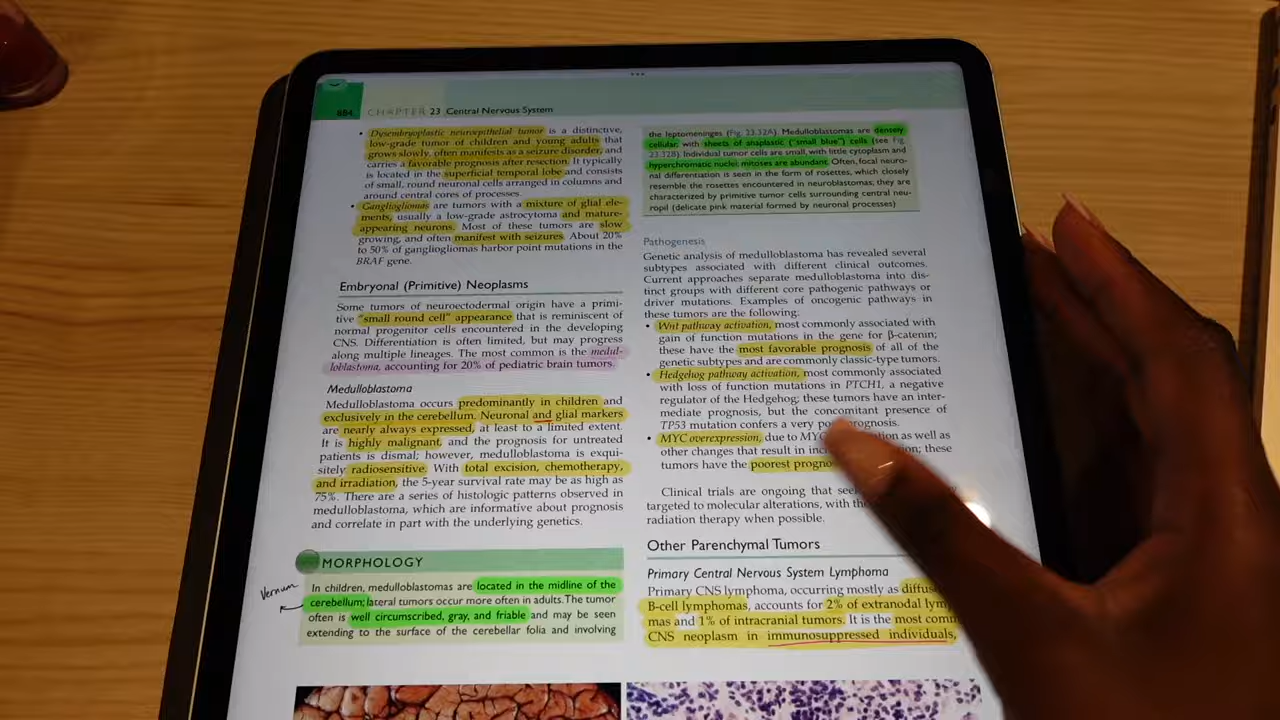 884 CHAPTER 23 Central Nervous System
• Dysembryoplastic neuroepithelial tumor is a distinctive,
low-grade tumor of children and young adults that
grows slowly, often manifests as a seizure disorder, and
carries a favorable prognosis after resection. It typically
is located in the superficial temporal lobe and consists
of small, round neuronal cells arranged in columns and
around central cores of processes.
• Gangliogliomas are tumors with a mixture of glial ele-
ments, usually a low-grade astrocytoma and mature-
appearing neurons. Most of these tumors are slow
growing, and often manifest with seizures. About 20%
to 50% of gangliogliomas harbor point mutations in the
BRAF gene.
Embryonal (Primitive) Neoplasms
Some tumors of neuroectodermal origin have a primi-
tive "small round cell" appearance that is reminiscent of
normal progenitor cells encountered in the developing
CNS. Differentiation is often limited, but may progress
along multiple lineages. The most common is the medul-
loblastoma, accounting for 20% of pediatric brain tumors.
Medulloblastoma
Medulloblastoma occurs predominantly in children and
exclusively in the cerebellum. Neuronal and glial markers
are nearly always expressed, at least to a limited extent.
It is highly malignant, and the prognosis for untreated
patients is dismal; however, medulloblastoma is exqui-
sitely radiosensitive. With total excision, chemotherapy,
and irradiation, the 5-year survival rate may be as high as
75%. There are a series of histologic patterns observed in
medulloblastoma, which are informative about prognosis
and correlate in part with the underlying genetics.
MORPHOLOGY
Vernum
In children, medulloblastomas are located in the midline of the
cerebellum; lateral tumors occur more often in adults. The tumor
often is well circumscribed, gray, and friable and may be seen
extending to the surface of the cerebellar folia and involving
the leptomeninges (Fig. 23.32A). Medulloblastomas are densely
cellular, with sheets of anaplastic ("small blue") cells (see Fig.
23.32B). Individual tumor cells are small, with little cytoplasm and
hyperchromatic nuclei; mitoses are abundant. Often, focal neuro-
nal differentiation is seen in the form of rosettes, which closely
resemble the rosettes encountered in neuroblastomas; they are
characterized by primitive tumor cells surrounding central neu-
ropil (delicate pink material formed by neuronal processes)
Pathogenesis
Genetic analysis of medulloblastoma has revealed several
subtypes associated with different clinical outcomes.
Current approaches separate medulloblastoma into dis-
tinct groups with different core pathogenic pathways or
driver mutations. Examples of oncogenic pathways in
these tumors are the following:
• Wnt pathway activation, most commonly associated with
gain of function mutations in the gene for β-catenin;
these have the most favorable prognosis of all of the
genetic subtypes and are commonly classic-type tumors.
• Hedgehog pathway activation, most commonly associated
with loss of function mutations in PTCH1, a negative
regulator of the Hedgehog; these tumors have an inter-
mediate prognosis, but the concomitant presence of
TP53 mutation confers a very prognosis.
• MYC overexpression, due to MYC as well as
other changes that result in these
tumors have the poorest
Clinical trials are ongoing that
targeted to molecular alterations, with
radiation therapy when possible.
Other Parenchymal Tumors
Primary Central Nervous System Lymphoma
Primary CNS lymphoma, occurring mostly as
B-cell lymphomas, accounts for 2% of extranodal
mas and 1% of intracranial tumors. It is the most
CNS neoplasm in immunosuppressed individuals,